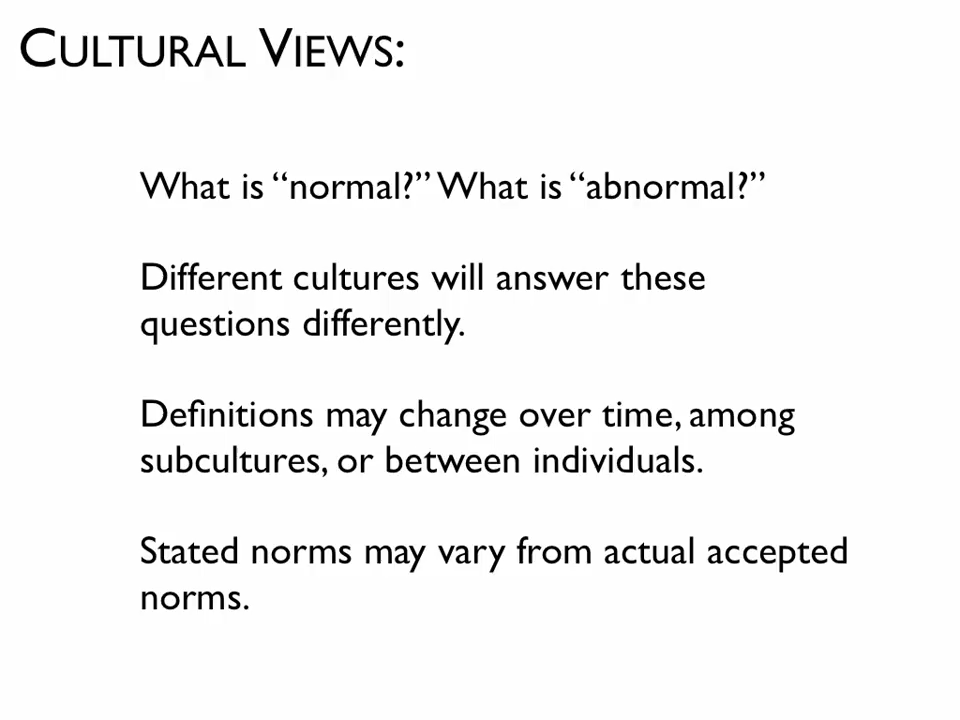 CULTURAL VIEWS:
What is “normal?” What is “abnormal?”
Different cultures will answer these
questions differently.
Definitions may change over time, among
subcultures, or between individuals.
Stated norms may vary from actual accepted
norms.